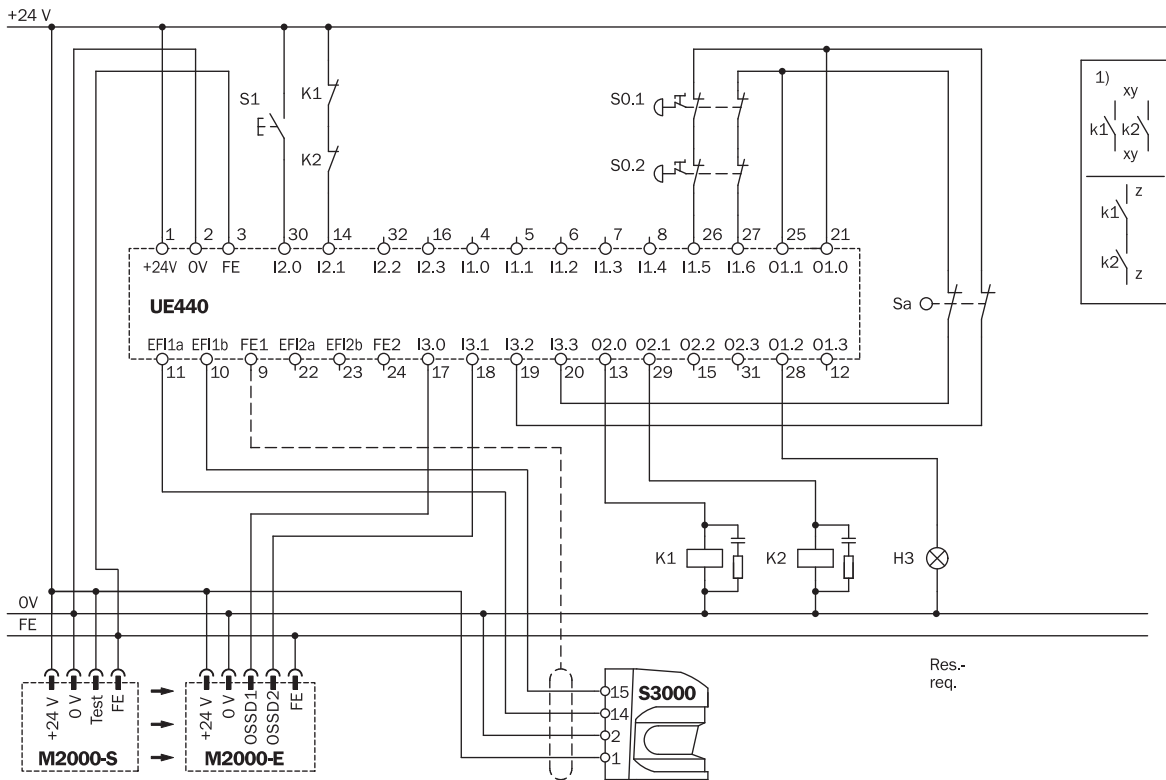 +24 V
S1
K1
K2
S0.1
S0.2
1)
xy
k1 k2
xy
z
k1
k2
z
1 2 3 30 14 32 16 4 5 6 7 8 26 27 25 21
+24V 0V FE I2.0 I2.1 I2.2 I2.3 I1.0 I1.1 I1.2 I1.3 I1.4 I1.5 I1.6 O1.1 O1.0
UE440
Sa
EFI1a EFI1b FE1 EFI2a EFI2b FE2 I3.0 I3.1 I3.2 I3.3 O2.0 O2.1 O2.2 O2.3 O1.2 O1.3
11 10 9 22 23 24 17 18 19 20 13 29 15 31 28 12
K1
K2
H3
0V
FE
Res.-
req.
+24 V
0 V
Test
FE
M2000-S
+24 V
0 V
OSSD1
OSSD2
FE
M2000-E
S3000
15
14
2
1